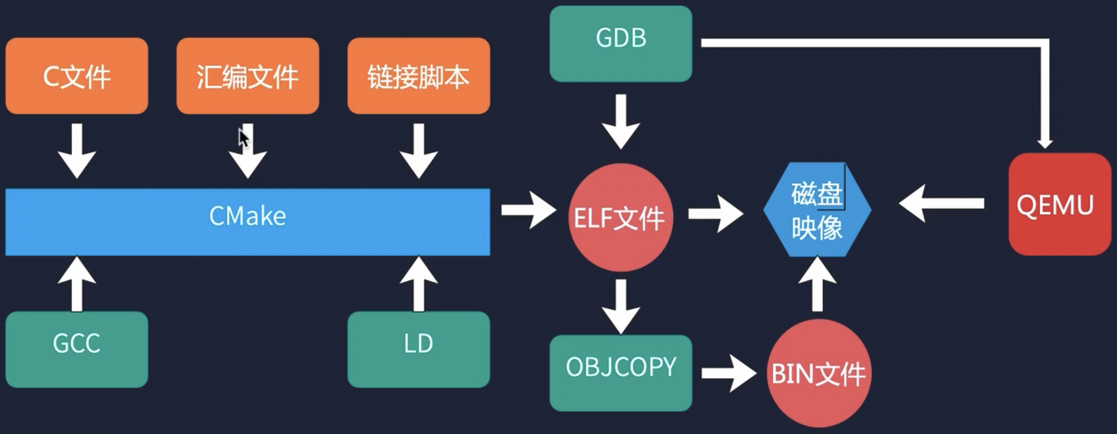 C文件
汇编文件
链接脚本
GDB
CMake
ELF文件
磁盘
映像
QEMU
GCC
LD
OBJCOPY
BIN文件